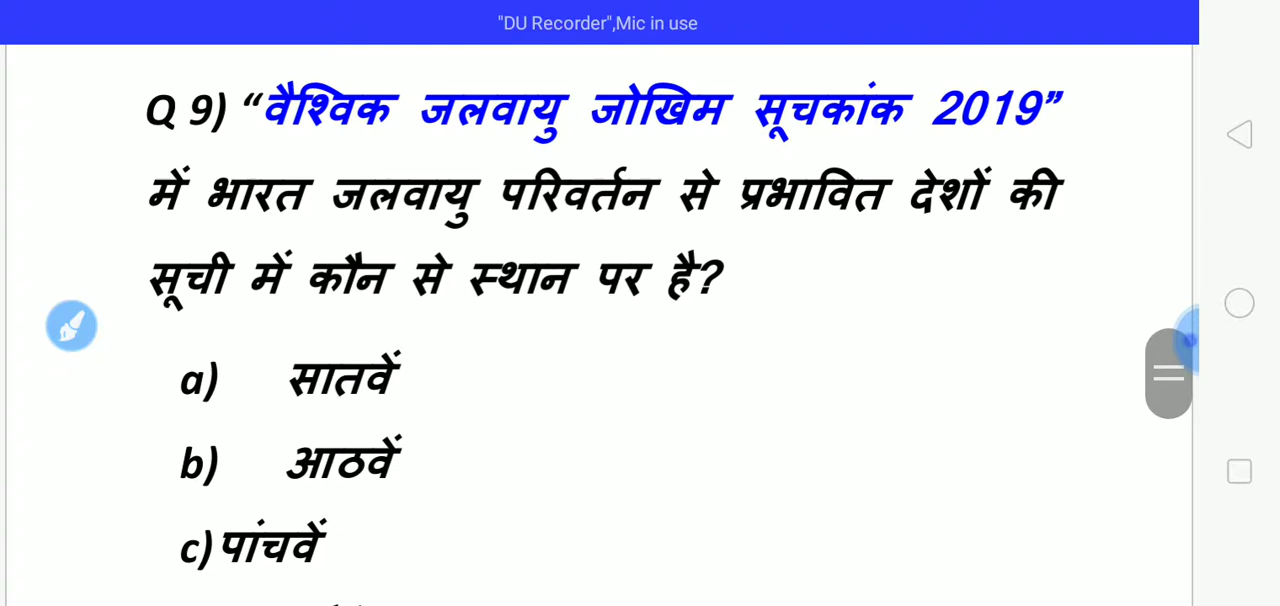 "DU Recorder",Mic in use
Q 9) “वैश्विक जलवायु जोखिम सूचकांक 2019”
में भारत जलवायु परिवर्तन से प्रभावित देशों की
सूची में कौन से स्थान पर है?
a) सातवें
b) आठवें
c) पांचवें